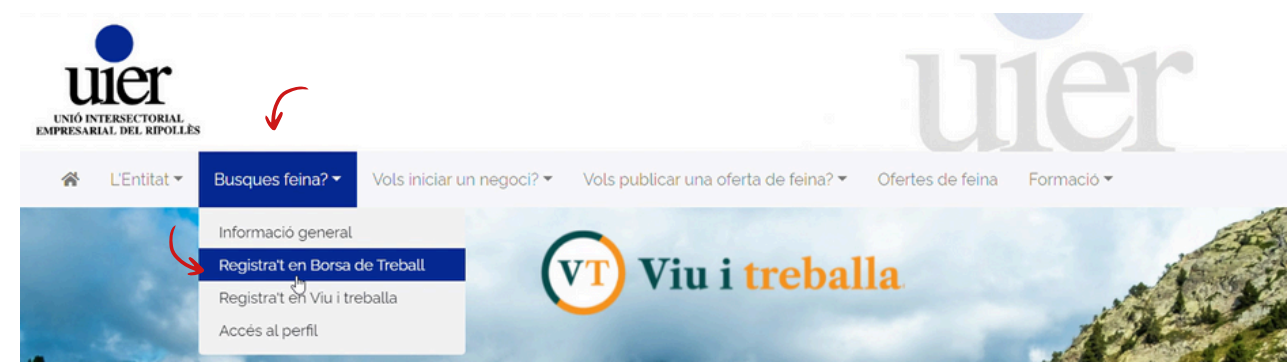 uier
UNIÓ INTERSECTORIAL
EMPRESARIAL DEL RIPOLLÈS
uier
L'Entitat Busques feina? Vols iniciar un negoci? Vols publicar una oferta de feina? Ofertes de feina Formació
Informació general
Registra't en Borsa de Treball
Registra't en Viu i treballa
Accés al perfil
VT Viu i treballa